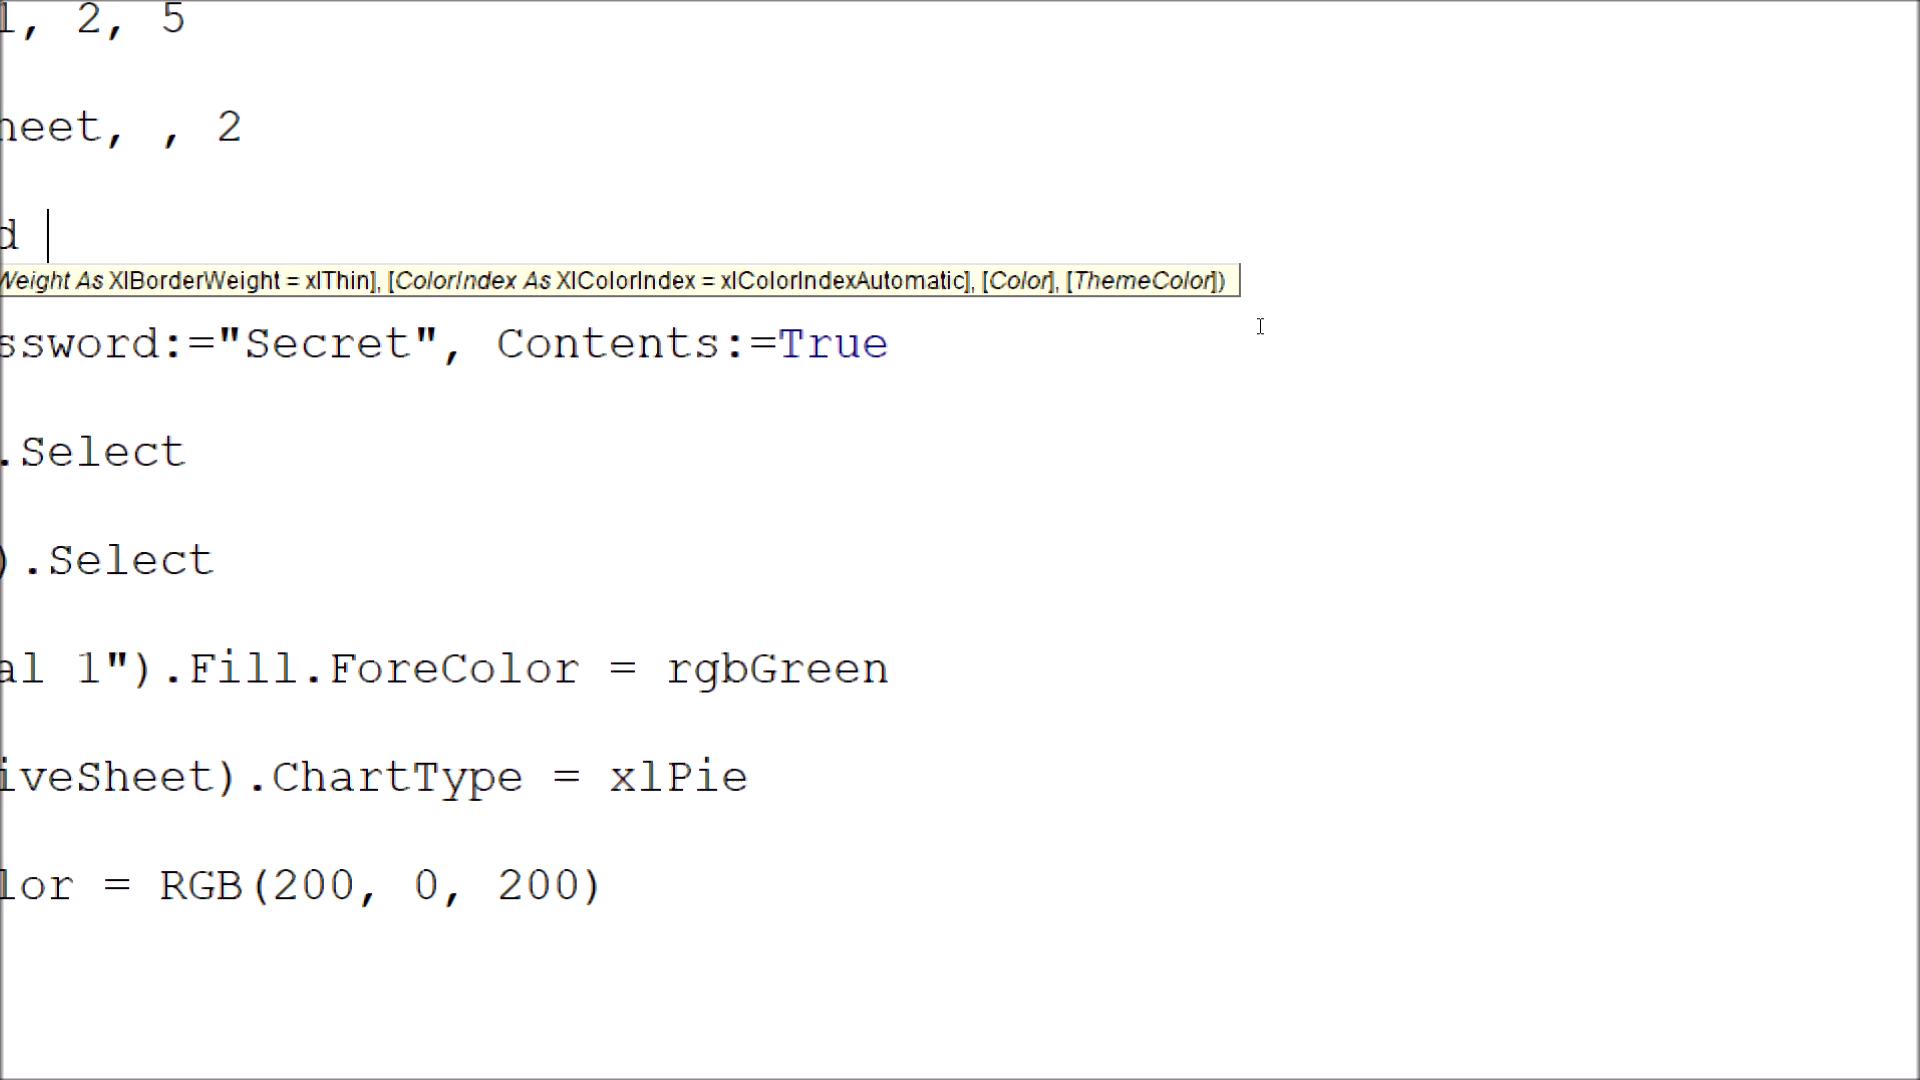 1, 2, 5
heet, , 2
d
Weight As XlBorderWeight = xlThin], [ColorIndex As XlColorIndex = xlColorIndexAutomatic], [Color], [ThemeColor])
ssword:="Secret", Contents:=True
.Select
).Select
al 1").Fill.ForeColor = rgbGreen
iveSheet).ChartType = xlPie
lor = RGB(200, 0, 200)